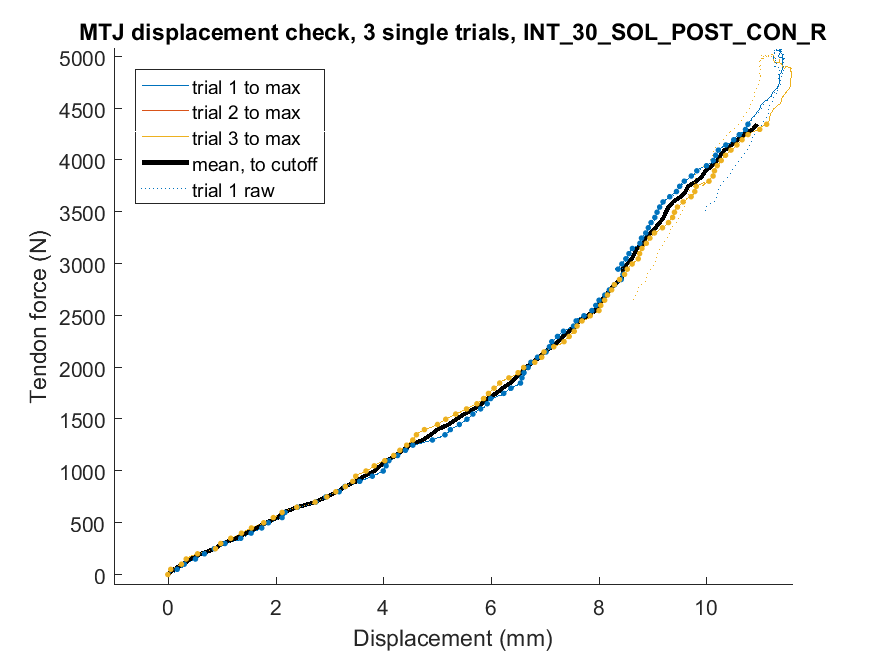 MTJ displacement check, 3 single trials, INT_30_SOL_POST_CON_R
5000
4500
4000
3500
3000
2500
2000
1500
1000
500
0
Tendon force (N)
trial 1 to max
trial 2 to max
trial 3 to max
mean, to cutoff
trial 1 raw
0 2 4 6 8 10
Displacement (mm)